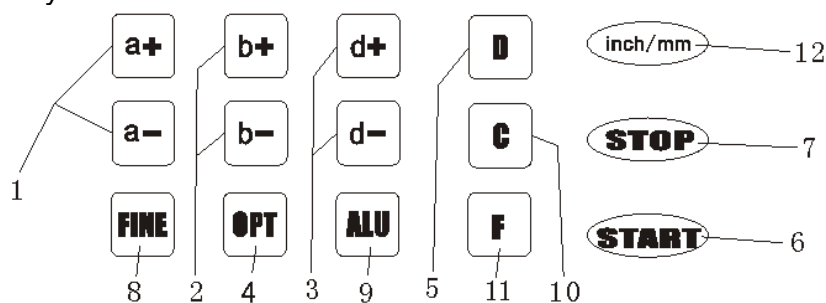 a+ b+ d+ D inch/mm
12
a- b- d- C STOP
7
1
FINE OPT ALU F START
6
8 2 4 3 9 5 11 10